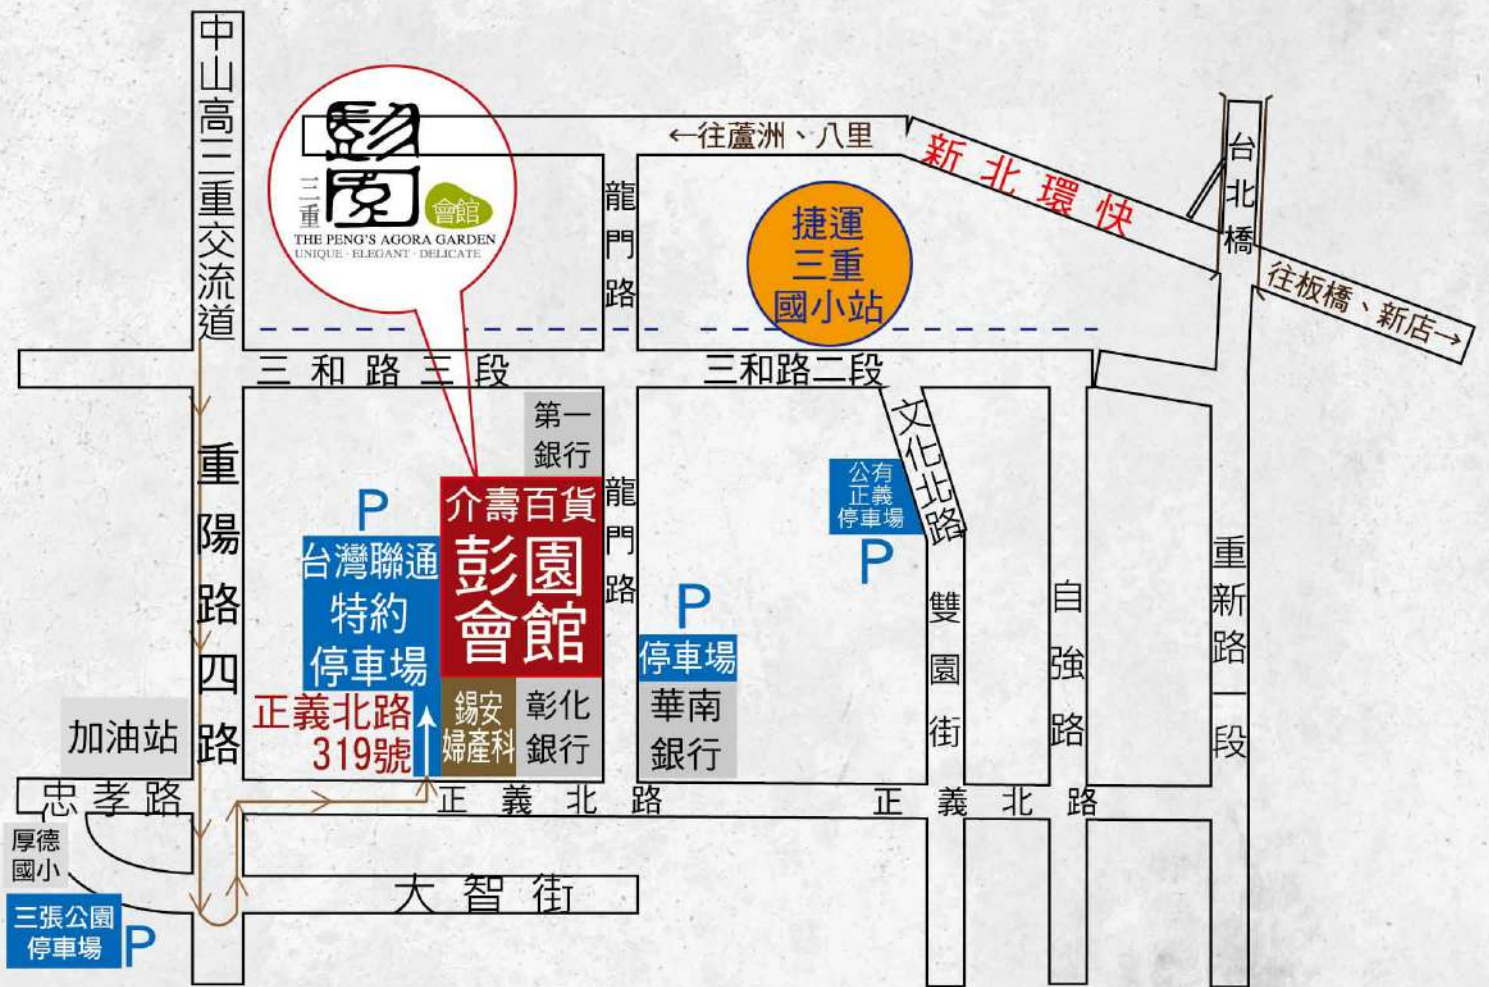 中山高三重交流道
彭園
三重
會館
THE PENG'S AGORA GARDEN
UNIQUE · ELEGANT · DELICATE
←往蘆洲、八里
新北環快
台北橋
往板橋、新店→
龍門路
捷運
三重
國小站
三和路三段
三和路二段
第一
銀行
文化北路
重陽路四路
P
台灣聯通
特約
停車場
介壽百貨
彭園
會館
龍門路
公有
正義
停車場
P
P
停車場
雙園街
自強路
重新路一段
加油站
正義北路
319號
錫安
婦產科
彰化
銀行
華南
銀行
忠孝路
正義北路
正義北路
厚德
國小
大智街
三張公園
停車場
P